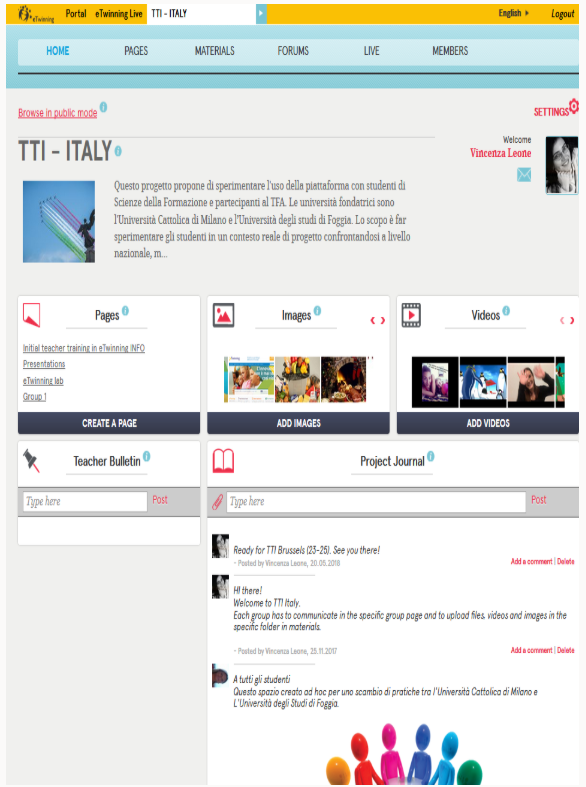 eTwinning Portal eTwinning Live TTI - ITALY English Logout
HOME PAGES MATERIALS FORUMS LIVE MEMBERS
Browse in public mode
SETTINGS
TTI - ITALY
Welcome
Vincenza Leone
Questo progetto propone di sperimentare l'uso della piattaforma con studenti di
Scienze della Formazione e partecipanti al TFA. Le università fondatrici sono
l'Università Cattolica di Milano e l'Università degli studi di Foggia. Lo scopo è far
sperimentare gli studenti in un contesto reale di progetto confrontandosi a livello
nazionale, m...
Pages
Initial teacher training in eTwinning INFO
Presentations
eTwinning lab
Group 1
CREATE A PAGE
Images
ADD IMAGES
Videos
ADD VIDEOS
Teacher Bulletin
Type here Post
Project Journal
Type here Post
Ready for TTI Brussels (23-25). See you there!
- Posted by Vincenza Leone, 20.05.2018 Add a comment | Delete
HI there!
Welcome to TTI Italy.
Each group has to communicate in the specific group page and to upload files. videos and images in the
specific folder in materials.
- Posted by Vincenza Leone, 25.11.2017 Add a comment | Delete
A tutti gli studenti
Questo spazio creato ad hoc per uno scambio di pratiche tra l'Università Cattolica di Milano e
L'Università degli Studi di Foggia.